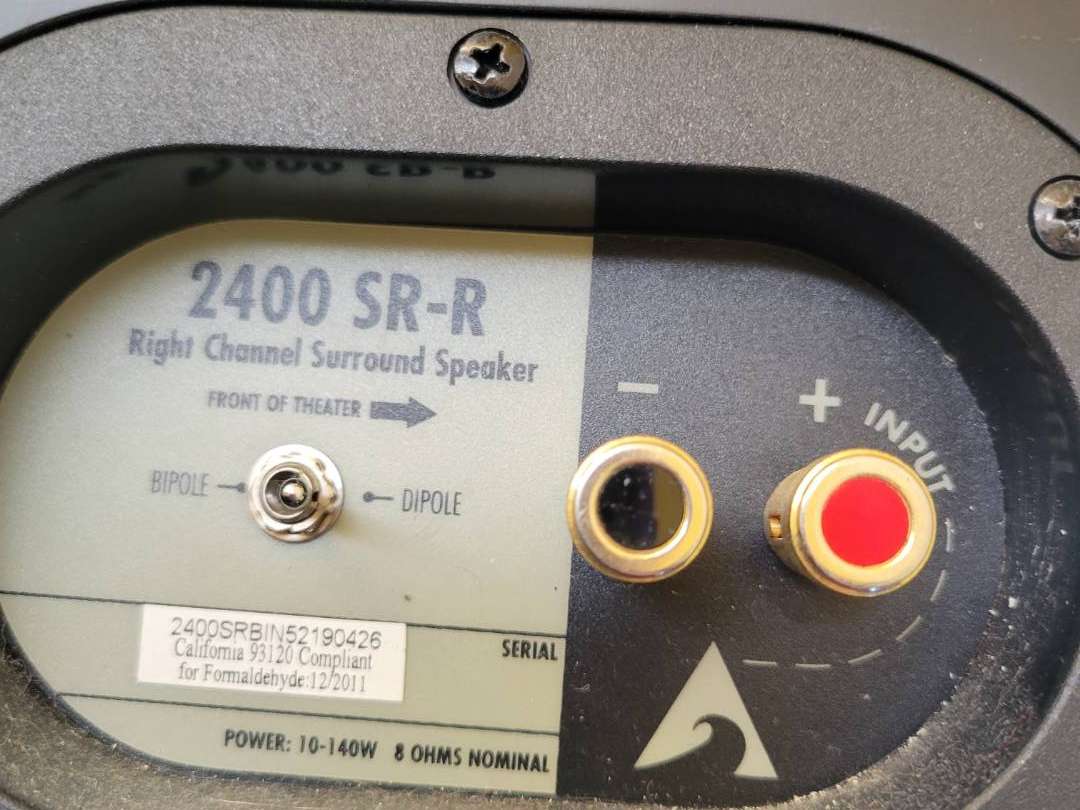 2400 SR-R
Right Channel Surround Speaker
FRONT OF THEATER
BIPOLE
DIPOLE
- +
INPUT
2400SRBIN52190426
California 93120 Compliant
for Formaldehyde:12/2011
SERIAL
POWER: 10-140W 8 OHMS NOMINAL